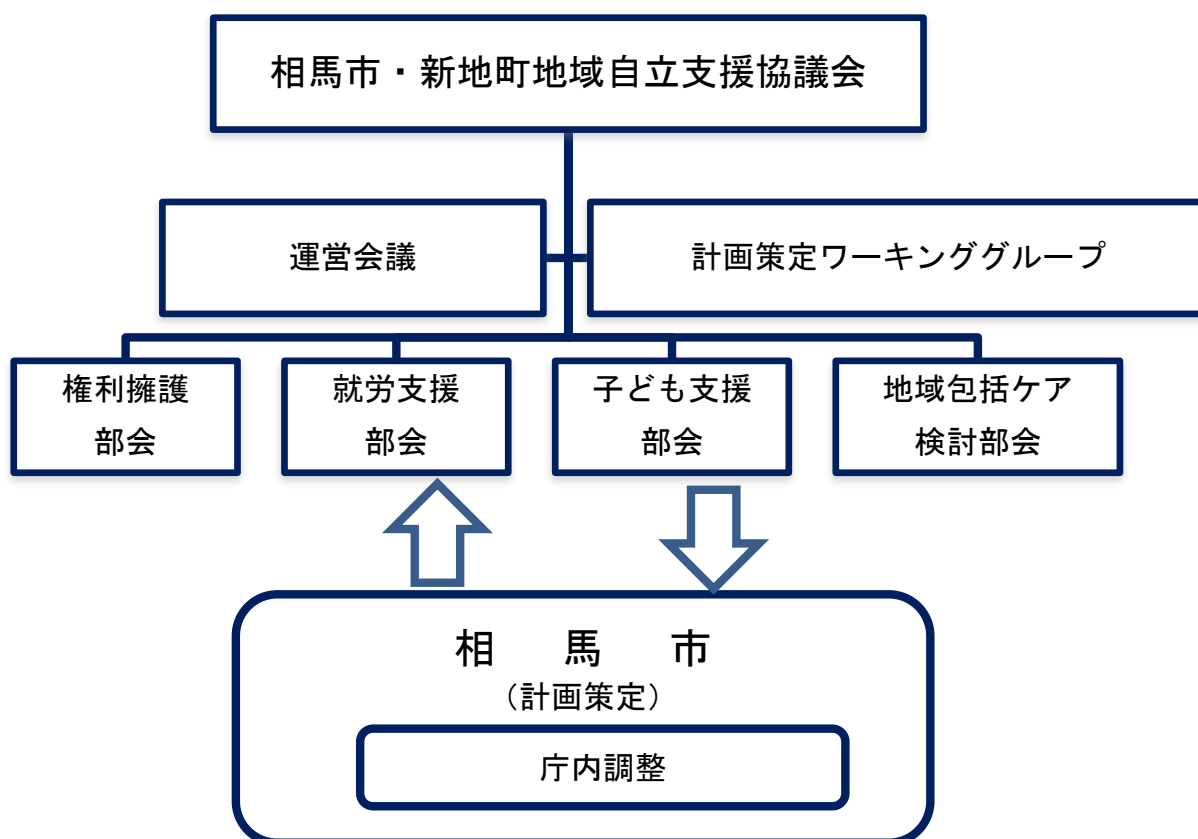 相馬市・新地町地域自立支援協議会
運営会議
計画策定ワーキンググループ
権利擁護
部会
就労支援
部会
子ども支援
部会
地域包括ケア
検討部会
相　馬　市
（計画策定）
庁内調整